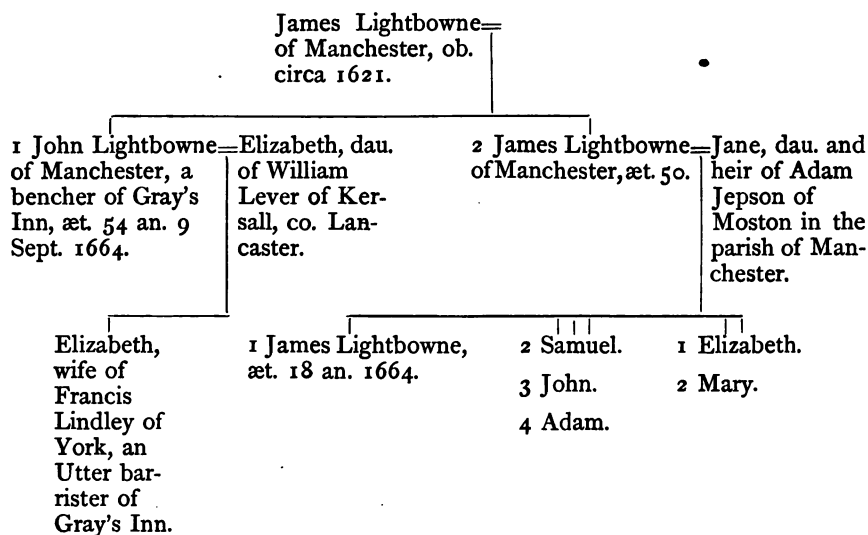 James Lightbowne=
of Manchester, ob.
circa 1621.
1 John Lightbowne=
of Manchester, a
bencher of Gray's
Inn, æt. 54 an. 9
Sept. 1664.
Elizabeth, dau.
of William
Lever of Ker-
sall, co. Lan-
caster.
2 James Lightbowne=
of Manchester, æt. 50.
Jane, dau. and
heir of Adam
Jepson of
Moston in the
parish of Man-
chester.
Elizabeth,
wife of
Francis
Lindley of
York, an
Utter bar-
rister of
Gray's Inn.
1 James Lightbowne,
æt. 18 an. 1664.
2 Samuel.
3 John.
4 Adam.
1 Elizabeth.
2 Mary.